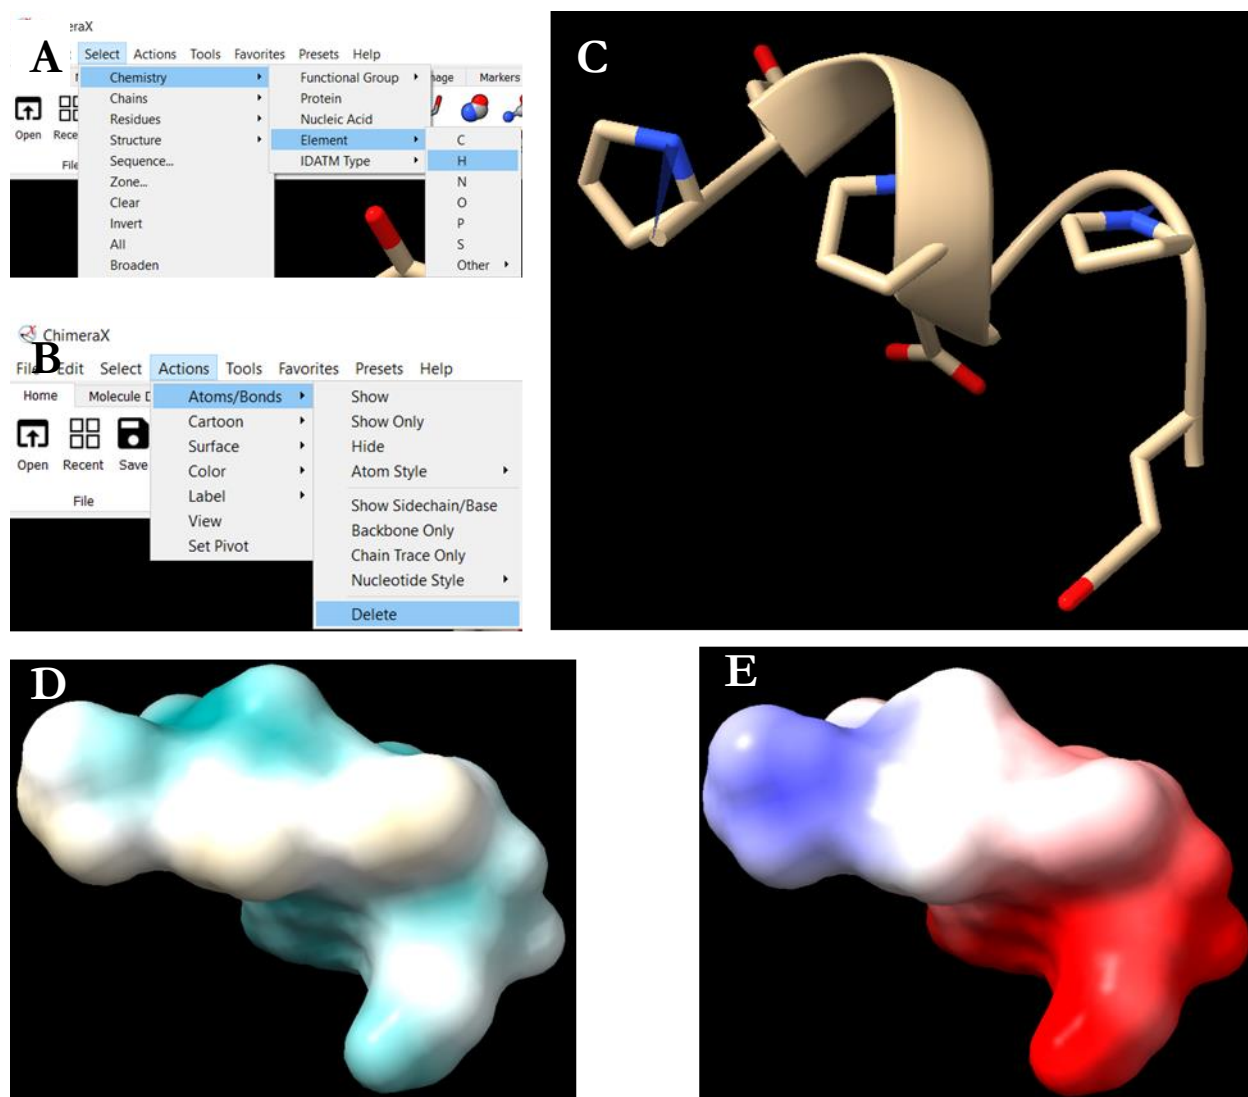 A
eraX
Select Actions Tools Favorites Presets Help
Chemistry
Functional Group
Markers
Chains
Protein
Residues
Nucleic Acid
Open
Structure
Element
C
Sequence...
IDATM Type
H
Zone...
N
Clear
O
Invert
P
All
S
Broaden
Other
ChimeraX
B
Edit Select Actions Tools Favorites Presets Help
Home
Atoms/Bonds
Show
Cartoon
Show Only
Surface
Hide
Open Recent Save
Color
Atom Style
File
Label
Show Sidechain/Base
View
Backbone Only
Set Pivot
Chain Trace Only
Nucleotide Style
Delete
C
D
E